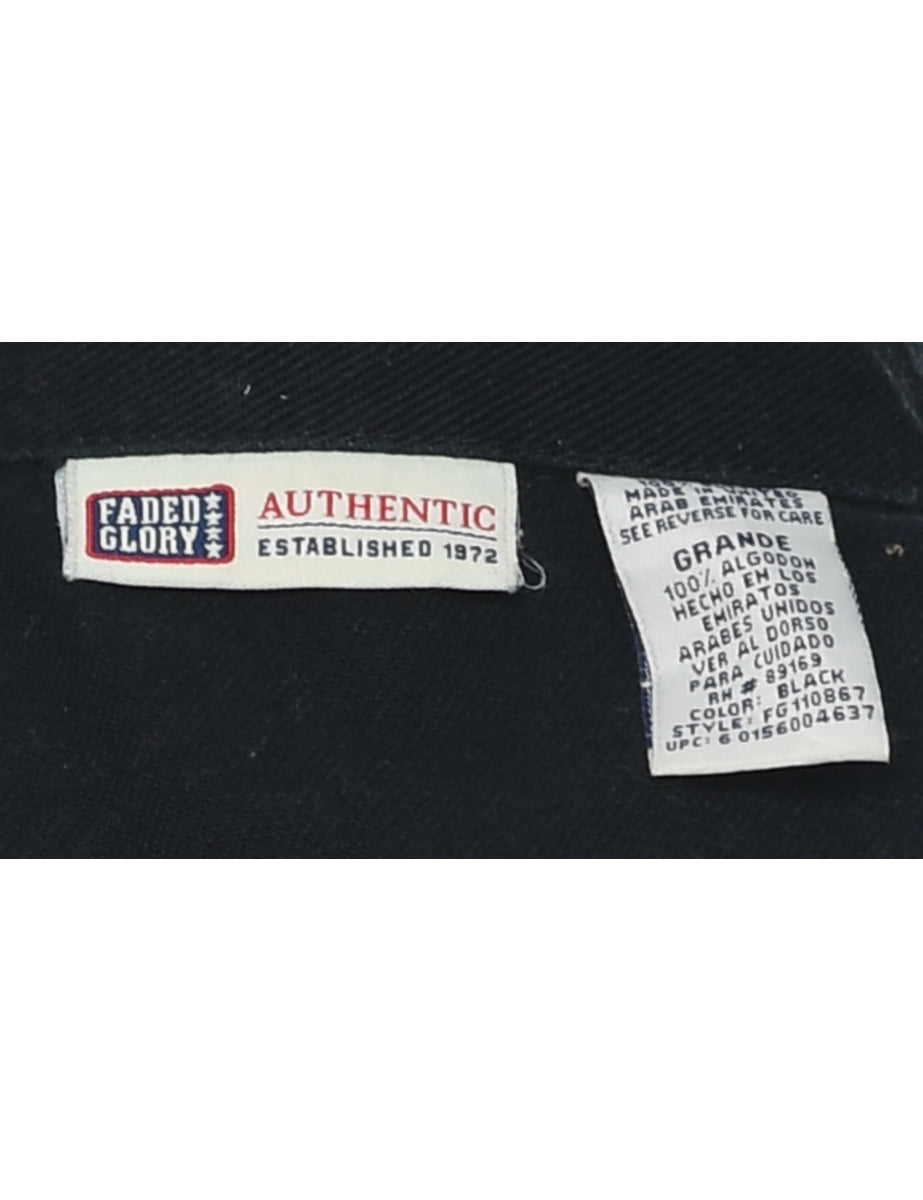 FADED
GLORY
AUTHENTIC
ESTABLISHED 1972
MADE IN UNITED
ARAB EMIRATES
SEE REVERSE FOR CARE
GRANDE
100% ALGODON
HECHO EN LOS
EMIRATOS
ARABES UNIDOS
VER AL DORSO
PARA CUIDADO
RH # 89169
COLOR: BLACK
STYLE: FG110867
UPC: 6 0156004637